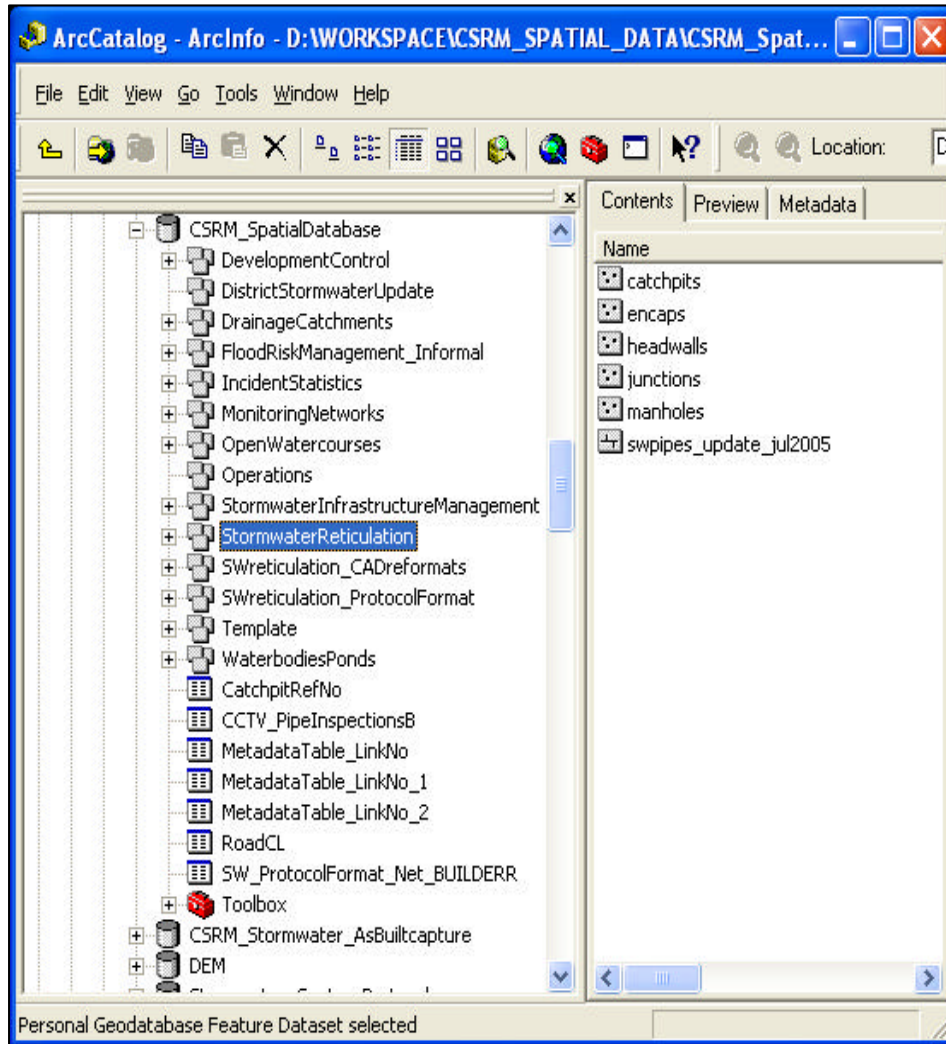 ArcCatalog - ArcInfo - D:\WORKSPACE\CSRM_SPATIAL_DATA\CSRM_Spat...
File Edit View Go Tools Window Help
Location:
Contents Preview Metadata
Name
catchpits
encaps
headwalls
junctions
manholes
swpipes_update_jul2005
CSRM_SpatialDatabase
DevelopmentControl
DistrictStormwaterUpdate
DrainageCatchments
FloodRiskManagement_Informal
IncidentStatistics
MonitoringNetworks
OpenWatercourses
Operations
StormwaterInfrastructureManagement
StormwaterReticulation
SWreticulation_CADreformats
SWreticulation_ProtocolFormat
Template
WaterbodiesPonds
CatchpitRefNo
CCTV_PipeInspectionsB
MetadataTable_LinkNo
MetadataTable_LinkNo_1
MetadataTable_LinkNo_2
RoadCL
SW_ProtocolFormat_Net_BUILDERR
Toolbox
CSRM_Stormwater_AsBuiltcapture
DEM
Personal Geodatabase Feature Dataset selected